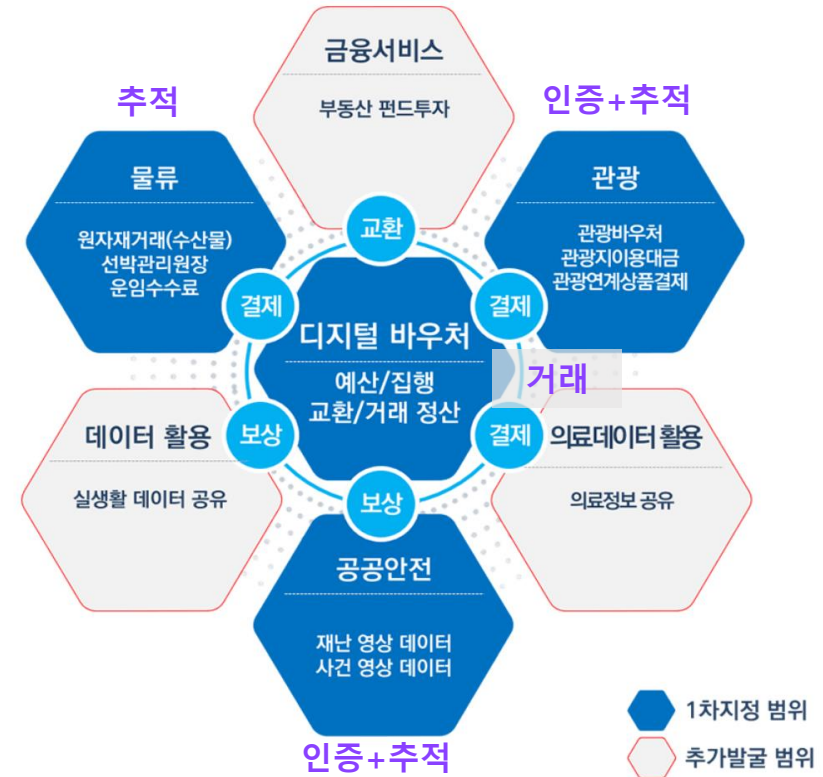 금융서비스
부동산 펀드투자
추적
인증+추적
물류
원자재거래(수산물)
선박관리원장
운임수수료
관광
관광바우처
관광지이용대금
관광연계상품결제
교환
결제
결제
디지털 바우처
예산/집행
교환/거래 정산
거래
데이터 활용
실생활 데이터 공유
보상
결제
의료데이터 활용
의료정보 공유
보상
공공안전
재난 영상 데이터
사건 영상 데이터
인증+추적
1차지정 범위
추가발굴 범위